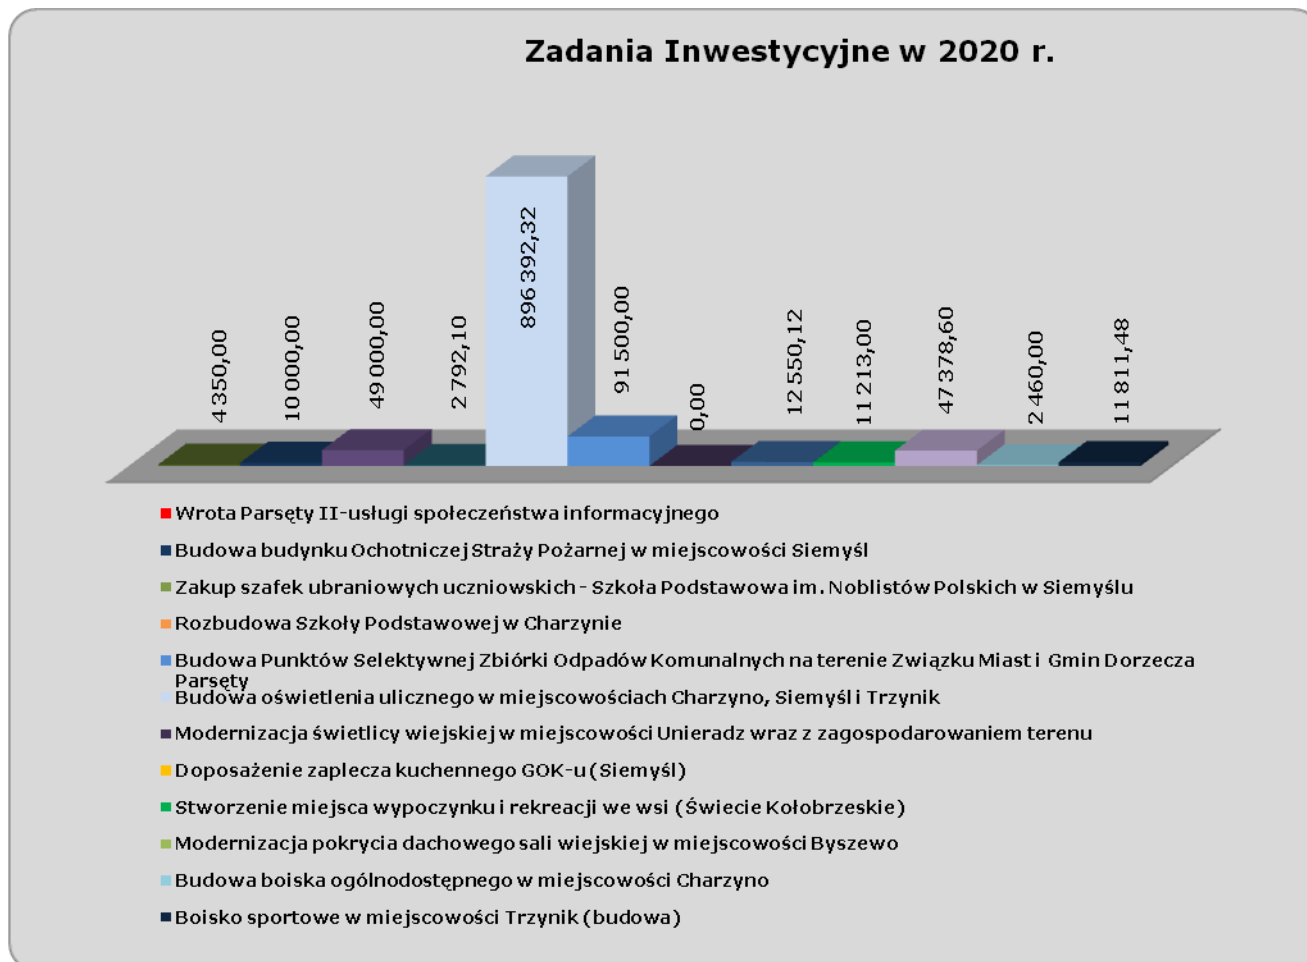 Zadania Inwestycyjne w 2020 r.
4 350,00
10 000,00
49 000,00
2 792,10
896 392,32
91 500,00
0,00
12 550,12
11 213,00
47 378,60
2 460,00
11 811,48
Wrota Parsęty II-usługi społeczeństwa informacyjnego
Budowa budynku Ochotniczej Straży Pożarnej w miejscowości Siemyśl
Zakup szafek ubraniowych uczniowskich - Szkoła Podstawowa im. Noblistów Polskich w Siemyślu
Rozbudowa Szkoły Podstawowej w Charzynie
Budowa Punktów Selektywnej Zbiórki Odpadów Komunalnych na terenie Związku Miast i Gmin Dorzecza
Parsęty
Budowa oświetlenia ulicznego w miejscowościach Charzyno, Siemyśl i Trzynik
Modernizacja świetlicy wiejskiej w miejscowości Unieradz wraz z zagospodarowaniem terenu
Doposażenie zaplecza kuchennego GOK-u (Siemyśl)
Stworzenie miejsca wypoczynku i rekreacji we wsi (Świecie Kołobrzeskie)
Modernizacja pokrycia dachowego sali wiejskiej w miejscowości Byszewo
Budowa boiska ogólnodostępnego w miejscowości Charzyno
Boisko sportowe w miejscowości Trzynik (budowa)